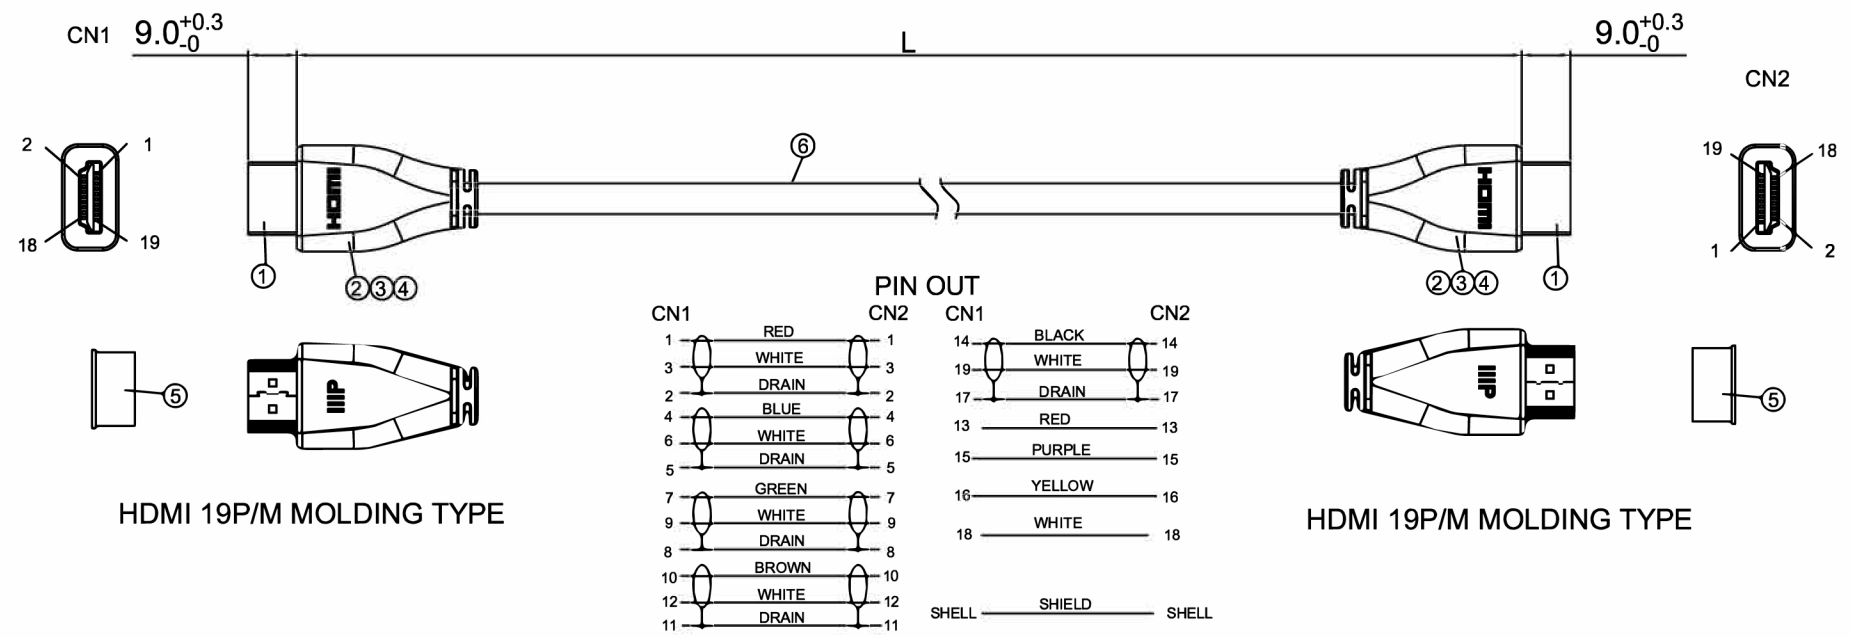 CN1 9.0 +0.3 -0 L 9.0 +0.3 -0
CN2
2 1
18 19
HDMI
6
HDMI
19 18
1 2
1
2 3 4
2 3 4
1
5
5
HDMI 19P/M MOLDING TYPE
HDMI 19P/M MOLDING TYPE
PIN OUT
CN1 CN2
1 RED 1
3 WHITE 3
2 DRAIN 2
4 BLUE 4
6 WHITE 6
5 DRAIN 5
7 GREEN 7
9 WHITE 9
8 DRAIN 8
10 BROWN 10
12 WHITE 12
11 DRAIN 11
CN1 CN2
14 BLACK 14
19 WHITE 19
17 DRAIN 17
13 RED 13
15 PURPLE 15
16 YELLOW 16
18 WHITE 18
SHELL SHIELD SHELL